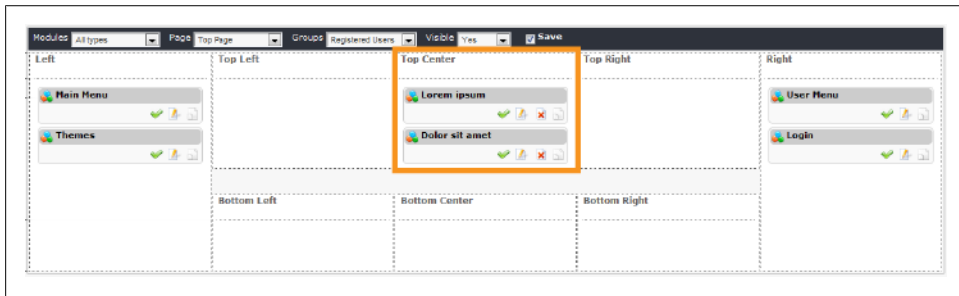 Modules All types Page Top Page Groups Registered Users Visible Yes Save
Left Top Left Top Center Top Right Right
Main Menu Lorem ipsum User Menu
Themes Dolor sit amet Login
Bottom Left Bottom Center Bottom Right